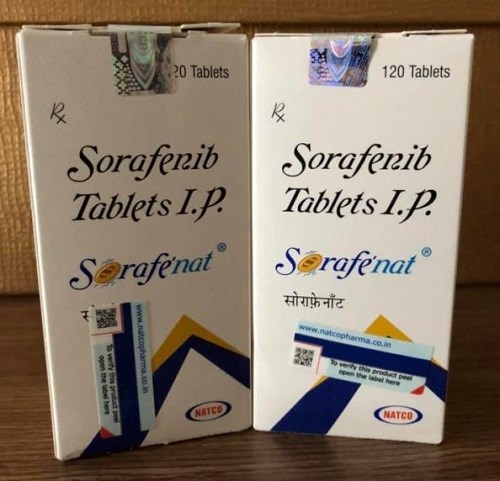 20 Tablets
Rx
Sorafenib
Tablets I.P.
Sorafenat®
www.natcopharma.co.in
To verify this product peel
open the label here
NATCO
120 Tablets
Rx
Sorafenib
Tablets I.P.
Sorafenat®
सोराफ़ेनाँट
www.natcopharma.co.in
To verify this product peel
open the label here
NATCO